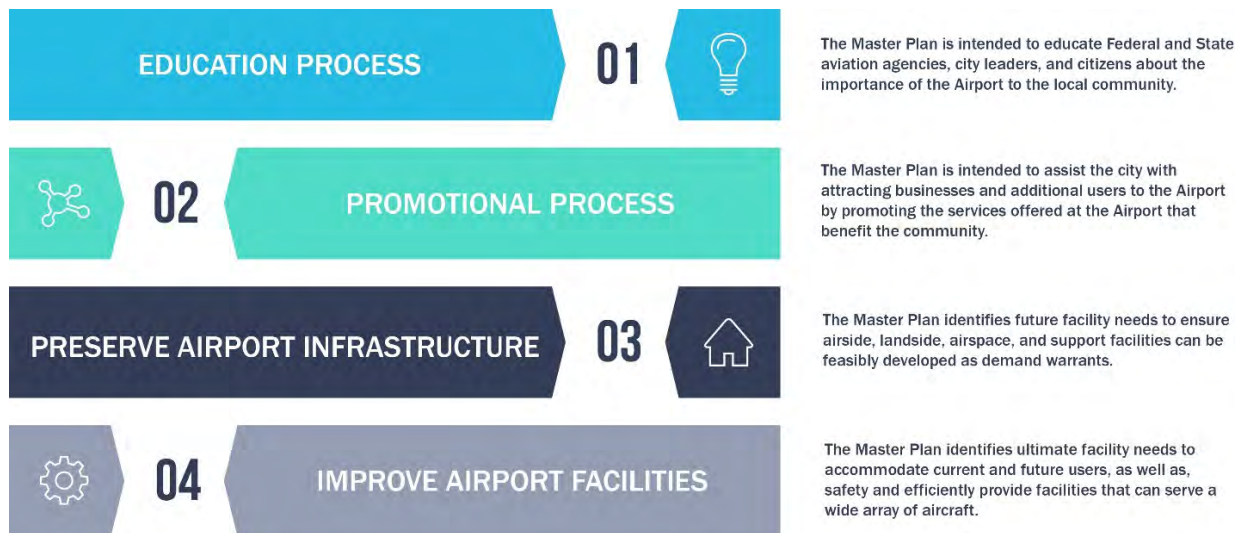 EDUCATION PROCESS
01
The Master Plan is intended to educate Federal and State
aviation agencies, city leaders, and citizens about the
importance of the Airport to the local community.
02
PROMOTIONAL PROCESS
The Master Plan is intended to assist the city with
attracting businesses and additional users to the Airport
by promoting the services offered at the Airport that
benefit the community.
PRESERVE AIRPORT INFRASTRUCTURE
03
The Master Plan identifies future facility needs to ensure
airside, landside, airspace, and support facilities can be
feasibly developed as demand warrants.
04
IMPROVE AIRPORT FACILITIES
The Master Plan identifies ultimate facility needs to
accommodate current and future users, as well as,
safety and efficiently provide facilities that can serve a
wide array of aircraft.